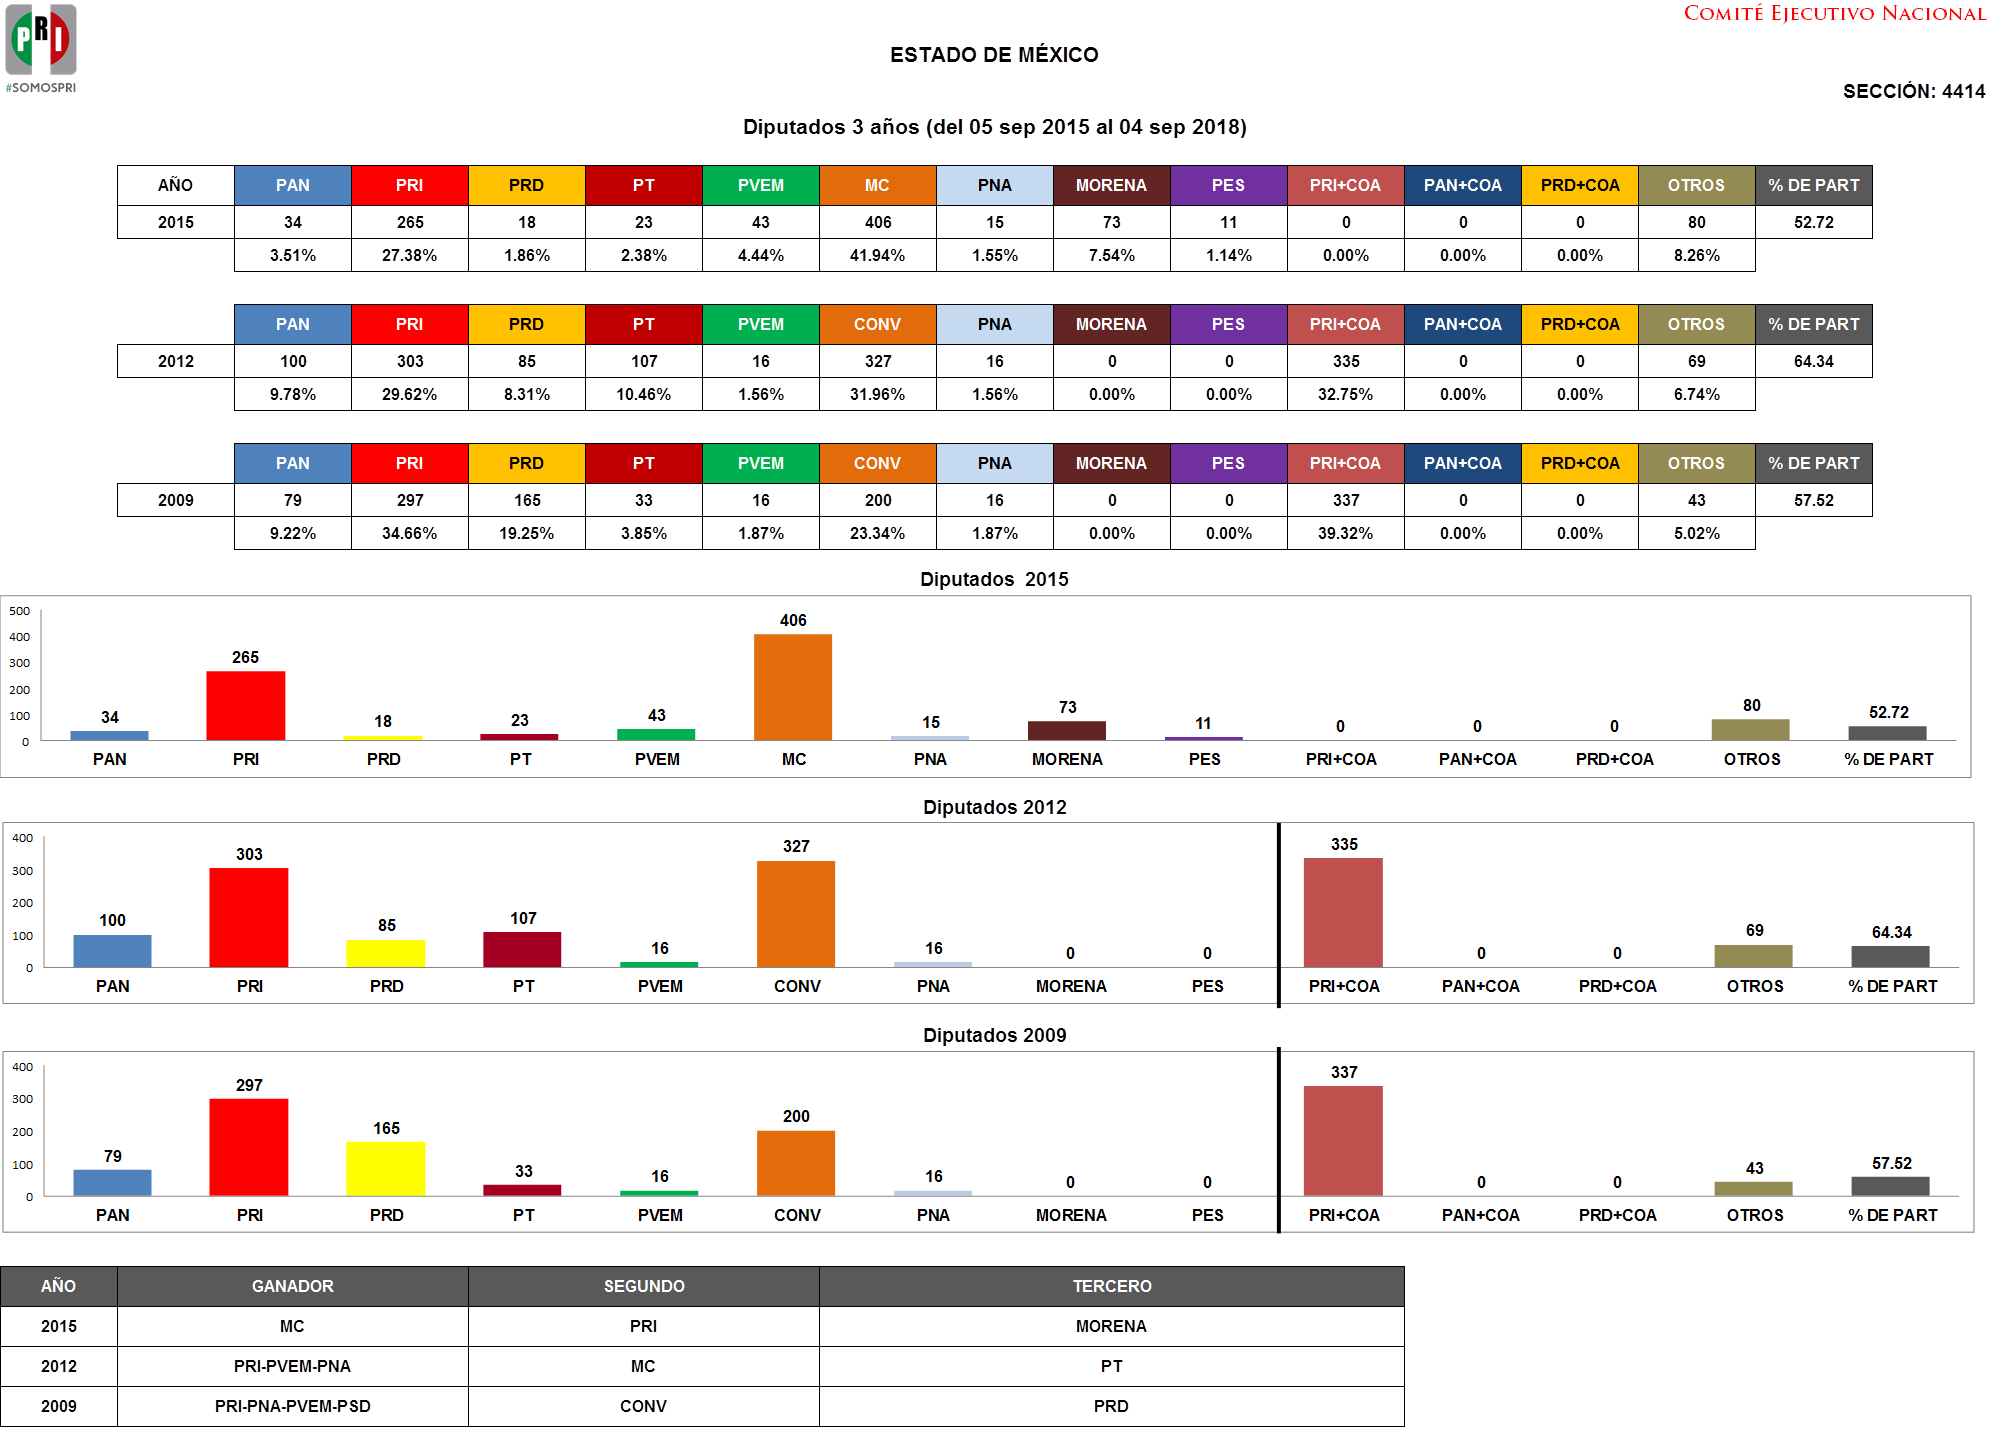 PRI
#SOMOSPRI
COMITÉ EJECUTIVO NACIONAL
ESTADO DE MÉXICO
SECCIÓN: 4414
Diputados 3 años (del 05 sep 2015 al 04 sep 2018)
AÑO PAN PRI PRD PT PVEM MC PNA MORENA PES PRI+COA PAN+COA PRD+COA OTROS % DE PART
2015 34 265 18 23 43 406 15 73 11 0 0 0 80 52.72
3.51% 27.38% 1.86% 2.38% 4.44% 41.94% 1.55% 7.54% 1.14% 0.00% 0.00% 0.00% 8.26%
PAN PRI PRD PT PVEM CONV PNA MORENA PES PRI+COA PAN+COA PRD+COA OTROS % DE PART
2012 100 303 85 107 16 327 16 0 0 335 0 0 69 64.34
9.78% 29.62% 8.31% 10.46% 1.56% 31.96% 1.56% 0.00% 0.00% 32.75% 0.00% 0.00% 6.74%
PAN PRI PRD PT PVEM CONV PNA MORENA PES PRI+COA PAN+COA PRD+COA OTROS % DE PART
2009 79 297 165 33 16 200 16 0 0 337 0 0 43 57.52
9.22% 34.66% 19.25% 3.85% 1.87% 23.34% 1.87% 0.00% 0.00% 39.32% 0.00% 0.00% 5.02%
Diputados 2015
500
400
300
200
100
0
34 265 18 23 43 406 15 73 11 0 0 0 80 52.72
PAN PRI PRD PT PVEM MC PNA MORENA PES PRI+COA PAN+COA PRD+COA OTROS % DE PART
Diputados 2012
400
300
200
100
0
100 303 85 107 16 327 16 0 0 335 0 0 69 64.34
PAN PRI PRD PT PVEM CONV PNA MORENA PES PRI+COA PAN+COA PRD+COA OTROS % DE PART
Diputados 2009
400
300
200
100
0
79 297 165 33 16 200 16 0 0 337 0 0 43 57.52
PAN PRI PRD PT PVEM CONV PNA MORENA PES PRI+COA PAN+COA PRD+COA OTROS % DE PART
AÑO GANADOR SEGUNDO TERCERO
2015 MC PRI MORENA
2012 PRI-PVEM-PNA MC PT
2009 PRI-PNA-PVEM-PSD CONV PRD